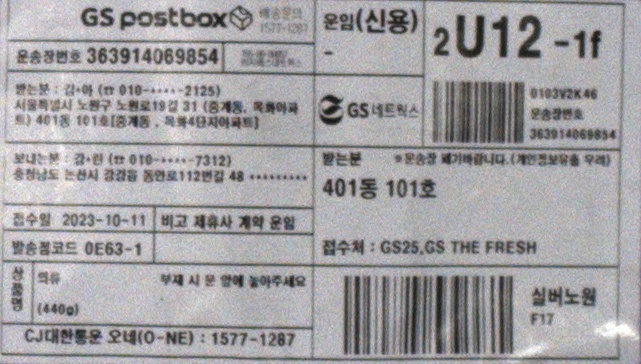 GS postbox 배송문의 1577-1287
운임(신용)
-
2 U12 -1f
운송장번호 363914069854
0103V2K46
운송장번호
363914069854
GS네트웍스
받는분 : 김*아 (☎ 010-****-2125)
서울특별시 노원구 노원로19길 31 (중계동, 목화아파
트) 401동 101호[중계동, 목화4단지아파트]
보내는분 : 강*린 (☎ 010-****-7312)
충청남도 논산시 강경읍 동안로112번길 48 *********
받는분 ※운송장 폐기바랍니다.(개인정보유출 우려)
401동 101호
접수일 2023-10-11 비고 제휴사 계약 운임
발송점코드 0E63-1
접수처 : GS25,GS THE FRESH
상품명
의류 부재 시 문 앞에 놓아주세요
(440g)
실버노원
F17
CJ대한통운 오네(O-NE) : 1577-1287